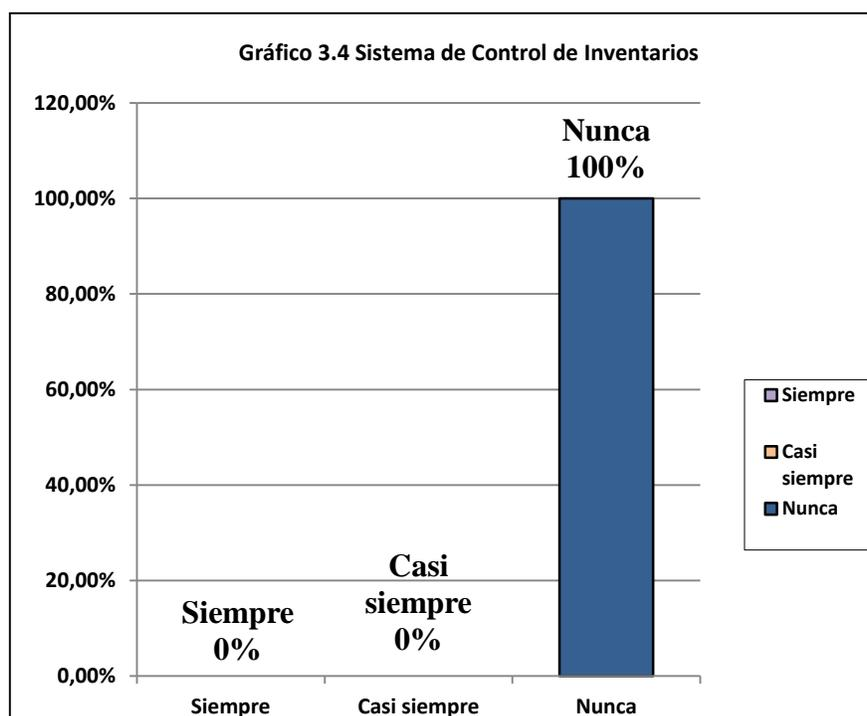 Gráfico 3.4 Sistema de Control de Inventarios
120,00%
100,00%
80,00%
60,00%
40,00%
20,00%
0,00%
Siempre
0%
Casi
siempre
0%
Nunca
100%
Siempre
Casi siempre
Nunca
Siempre
Casi
siempre
Nunca